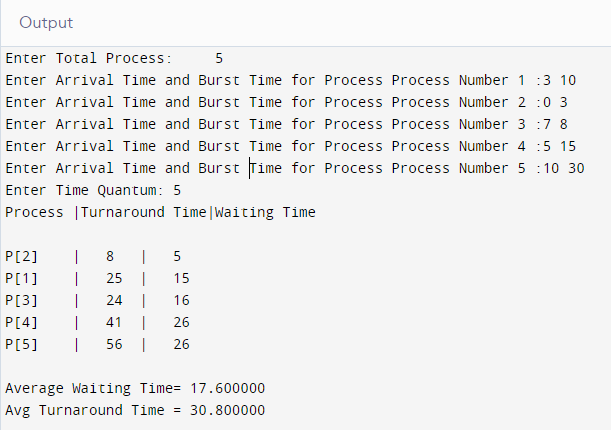 Output
Enter Total Process:     5
Enter Arrival Time and Burst Time for Process Process Number 1 :3 10
Enter Arrival Time and Burst Time for Process Process Number 2 :0 3
Enter Arrival Time and Burst Time for Process Process Number 3 :7 8
Enter Arrival Time and Burst Time for Process Process Number 4 :5 15
Enter Arrival Time and Burst Time for Process Process Number 5 :10 30
Enter Time Quantum: 5
Process |Turnaround Time|Waiting Time
P[2]    |   8   |   5
P[1]    |   25  |   15
P[3]    |   24  |   16
P[4]    |   41  |   26
P[5]    |   56  |   26
Average Waiting Time= 17.600000
Avg Turnaround Time = 30.800000